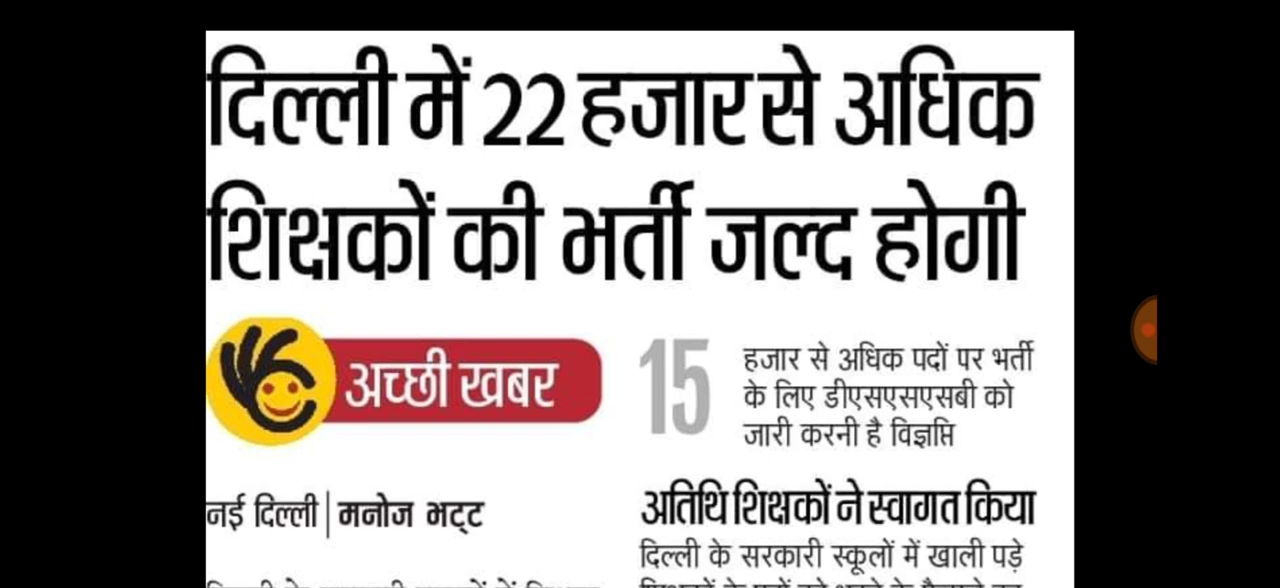 दिल्ली में 22 हजार से अधिक
शिक्षकों की भर्ती जल्द होगी
अच्छी खबर
15
हजार से अधिक पदों पर भर्ती
के लिए डीएसएसएसबी को
जारी करनी है विज्ञप्ति
नई दिल्ली | मनोज भट्ट
अतिथि शिक्षकों ने स्वागत किया
दिल्ली के सरकारी स्कूलों में खाली पड़े